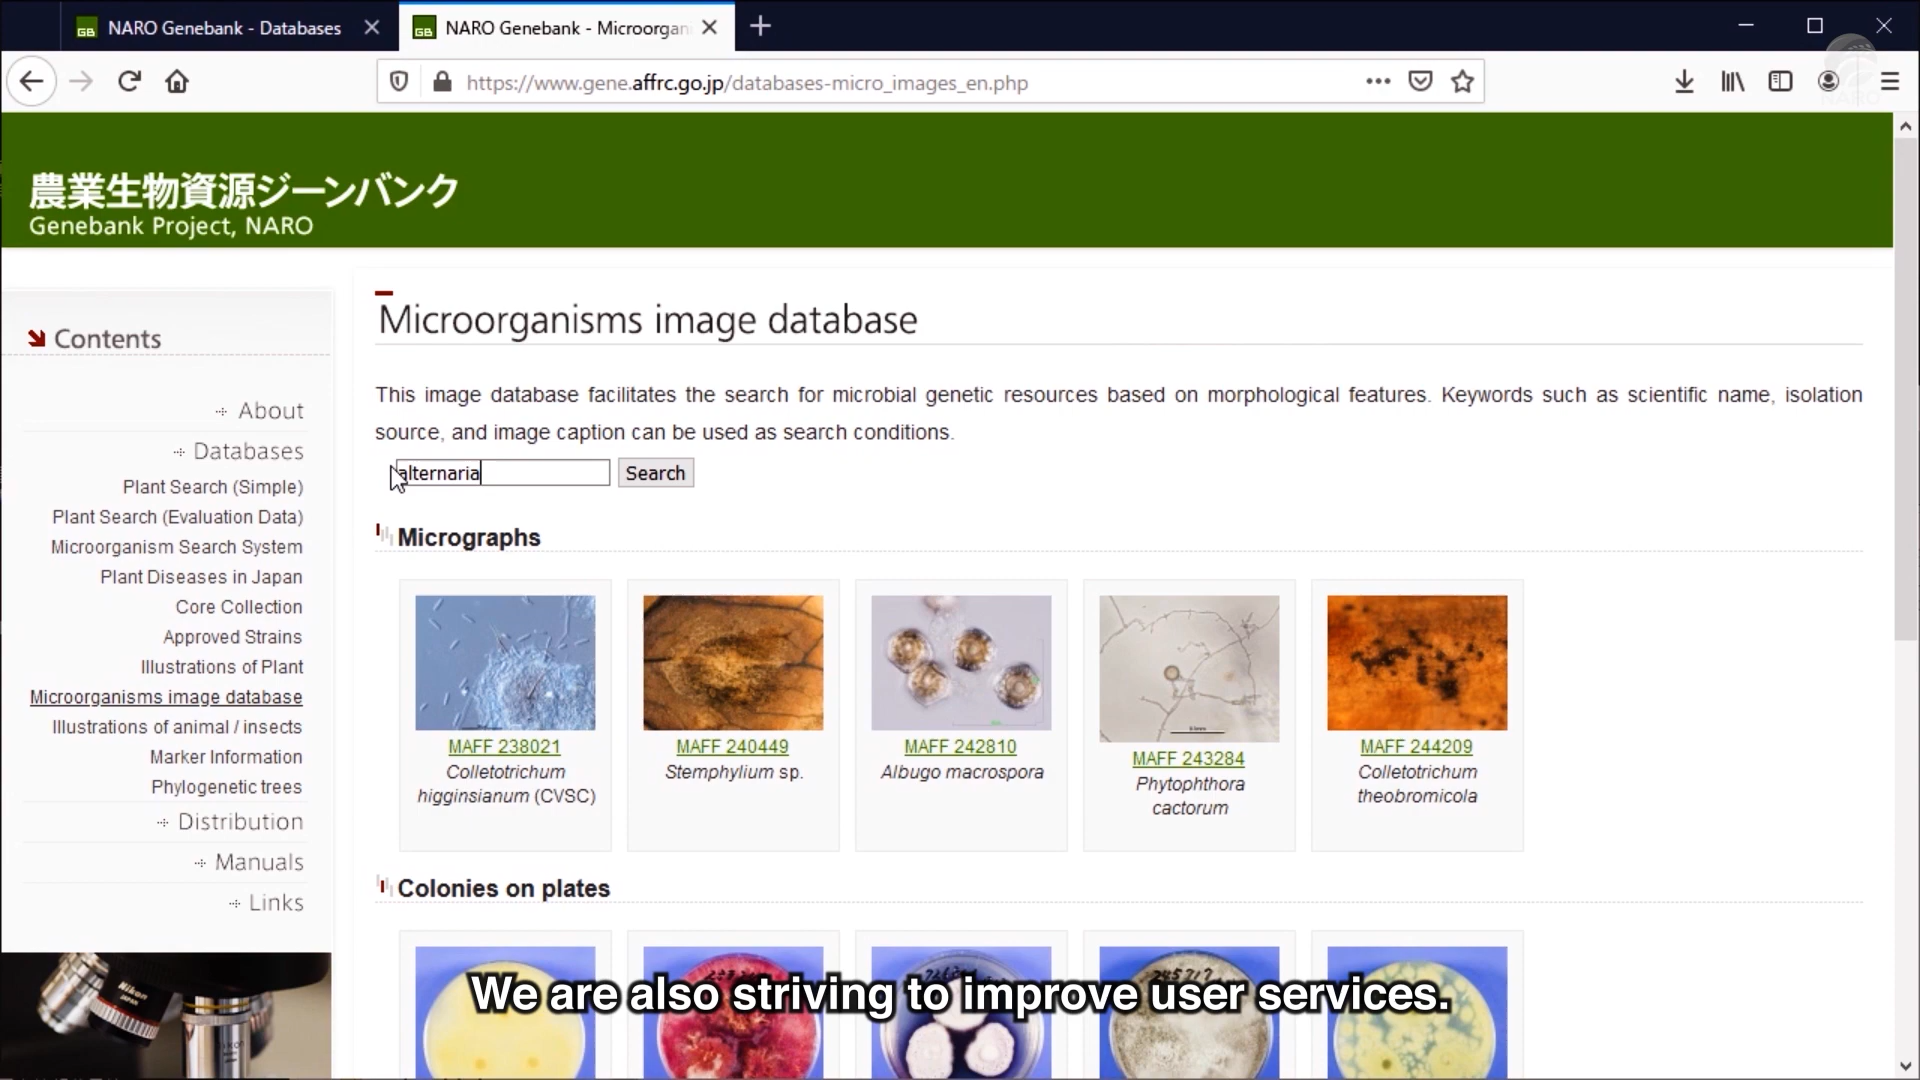 NARO Genebank - Databases
NARO Genebank - Microorgan
https://www.gene.affrc.go.jp/databases-micro_images_en.php
農業生物資源ジーンバンク
Genebank Project, NARO
Contents
About
Databases
Plant Search (Simple)
Plant Search (Evaluation Data)
Microorganism Search System
Plant Diseases in Japan
Core Collection
Approved Strains
Illustrations of Plant
Microorganisms image database
Illustrations of animal / insects
Marker Information
Phylogenetic trees
Distribution
Manuals
Links
Microorganisms image database
This image database facilitates the search for microbial genetic resources based on morphological features. Keywords such as scientific name, isolation
source, and image caption can be used as search conditions.
alternaria
Search
Micrographs
MAFF 238021
Colletotrichum
higginsianum (CVSC)
MAFF 240449
Stemphylium sp.
MAFF 242810
Albugo macrospora
MAFF 243284
Phytophthora
cactorum
MAFF 244209
Colletotrichum
theobromicola
Colonies on plates
Nikon
JAPAN
We are also striving to improve user services.